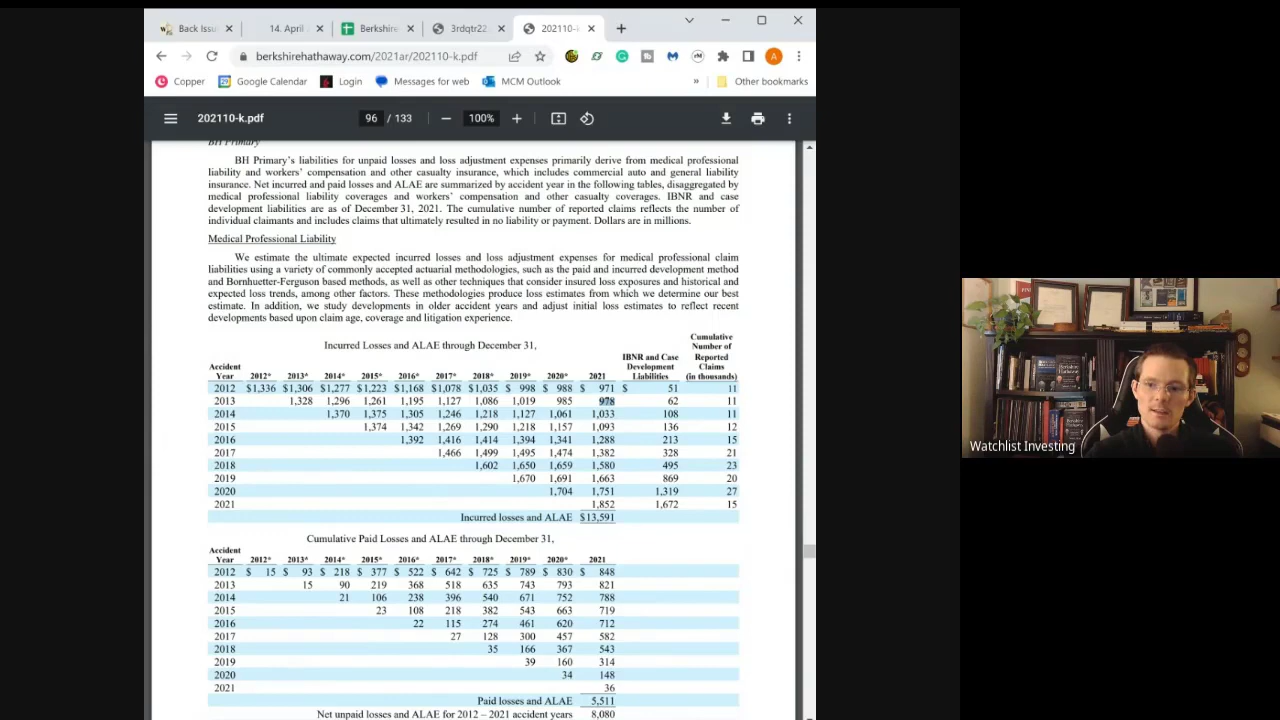 Back Issu
14. April
Berkshire
3rdqtr22
202110-k
berkshirehathaway.com/2021ar/202110-k.pdf
A
Copper
Google Calendar
Login
Messages for web
MCM Outlook
»
Other bookmarks
202110-k.pdf
96 / 133
100%
BH Primary
BH Primary's liabilities for unpaid losses and loss adjustment expenses primarily derive from medical professional
liability and workers' compensation and other casualty insurance, which includes commercial auto and general liability
insurance. Net incurred and paid losses and ALAE are summarized by accident year in the following tables, disaggregated by
medical professional liability coverages and workers' compensation and other casualty coverages. IBNR and case
development liabilities are as of December 31, 2021. The cumulative number of reported claims reflects the number of
individual claimants and includes claims that ultimately resulted in no liability or payment. Dollars are in millions.
Medical Professional Liability
We estimate the ultimate expected incurred losses and loss adjustment expenses for medical professional claim
liabilities using a variety of commonly accepted actuarial methodologies, such as the paid and incurred development method
and Bornhuetter-Ferguson based methods, as well as other techniques that consider insured loss exposures and historical and
expected loss trends, among other factors. These methodologies produce loss estimates from which we determine our best
estimate. In addition, we study developments in older accident years and adjust initial loss estimates to reflect recent
developments based upon claim age, coverage and litigation experience.
Incurred Losses and ALAE through December 31,
Accident Year 2012* 2013* 2014* 2015* 2016* 2017* 2018* 2019* 2020* 2021 IBNR and Case Development Liabilities Cumulative Number of Reported Claims (in thousands)
2012 $1,336 $1,306 $1,277 $1,223 $1,168 $1,078 $1,035 $ 998 $ 988 $ 971 $ 51 11
2013 1,328 1,296 1,261 1,195 1,127 1,086 1,019 985 978 62 11
2014 1,370 1,375 1,305 1,246 1,218 1,127 1,061 1,033 108 11
2015 1,374 1,342 1,269 1,290 1,218 1,157 1,093 136 12
2016 1,392 1,416 1,414 1,394 1,341 1,288 213 15
2017 1,466 1,499 1,495 1,474 1,382 328 21
2018 1,602 1,650 1,659 1,580 495 23
2019 1,670 1,691 1,663 869 20
2020 1,704 1,751 1,319 27
2021 1,852 1,672 15
Incurred losses and ALAE $13,591
Cumulative Paid Losses and ALAE through December 31,
Accident Year 2012* 2013* 2014* 2015* 2016* 2017* 2018* 2019* 2020* 2021
2012 $ 15 $ 93 $ 218 $ 377 $ 522 $ 642 $ 725 $ 789 $ 830 $ 848
2013 15 90 219 368 518 635 743 793 821
2014 21 106 238 396 540 671 752 788
2015 23 108 218 382 543 663 719
2016 22 115 274 461 620 712
2017 27 128 300 457 582
2018 35 166 367 543
2019 39 160 314
2020 34 148
2021 36
Paid losses and ALAE 5,511
Net unpaid losses and ALAE for 2012 – 2021 accident years 8,080
Watchlist Investing